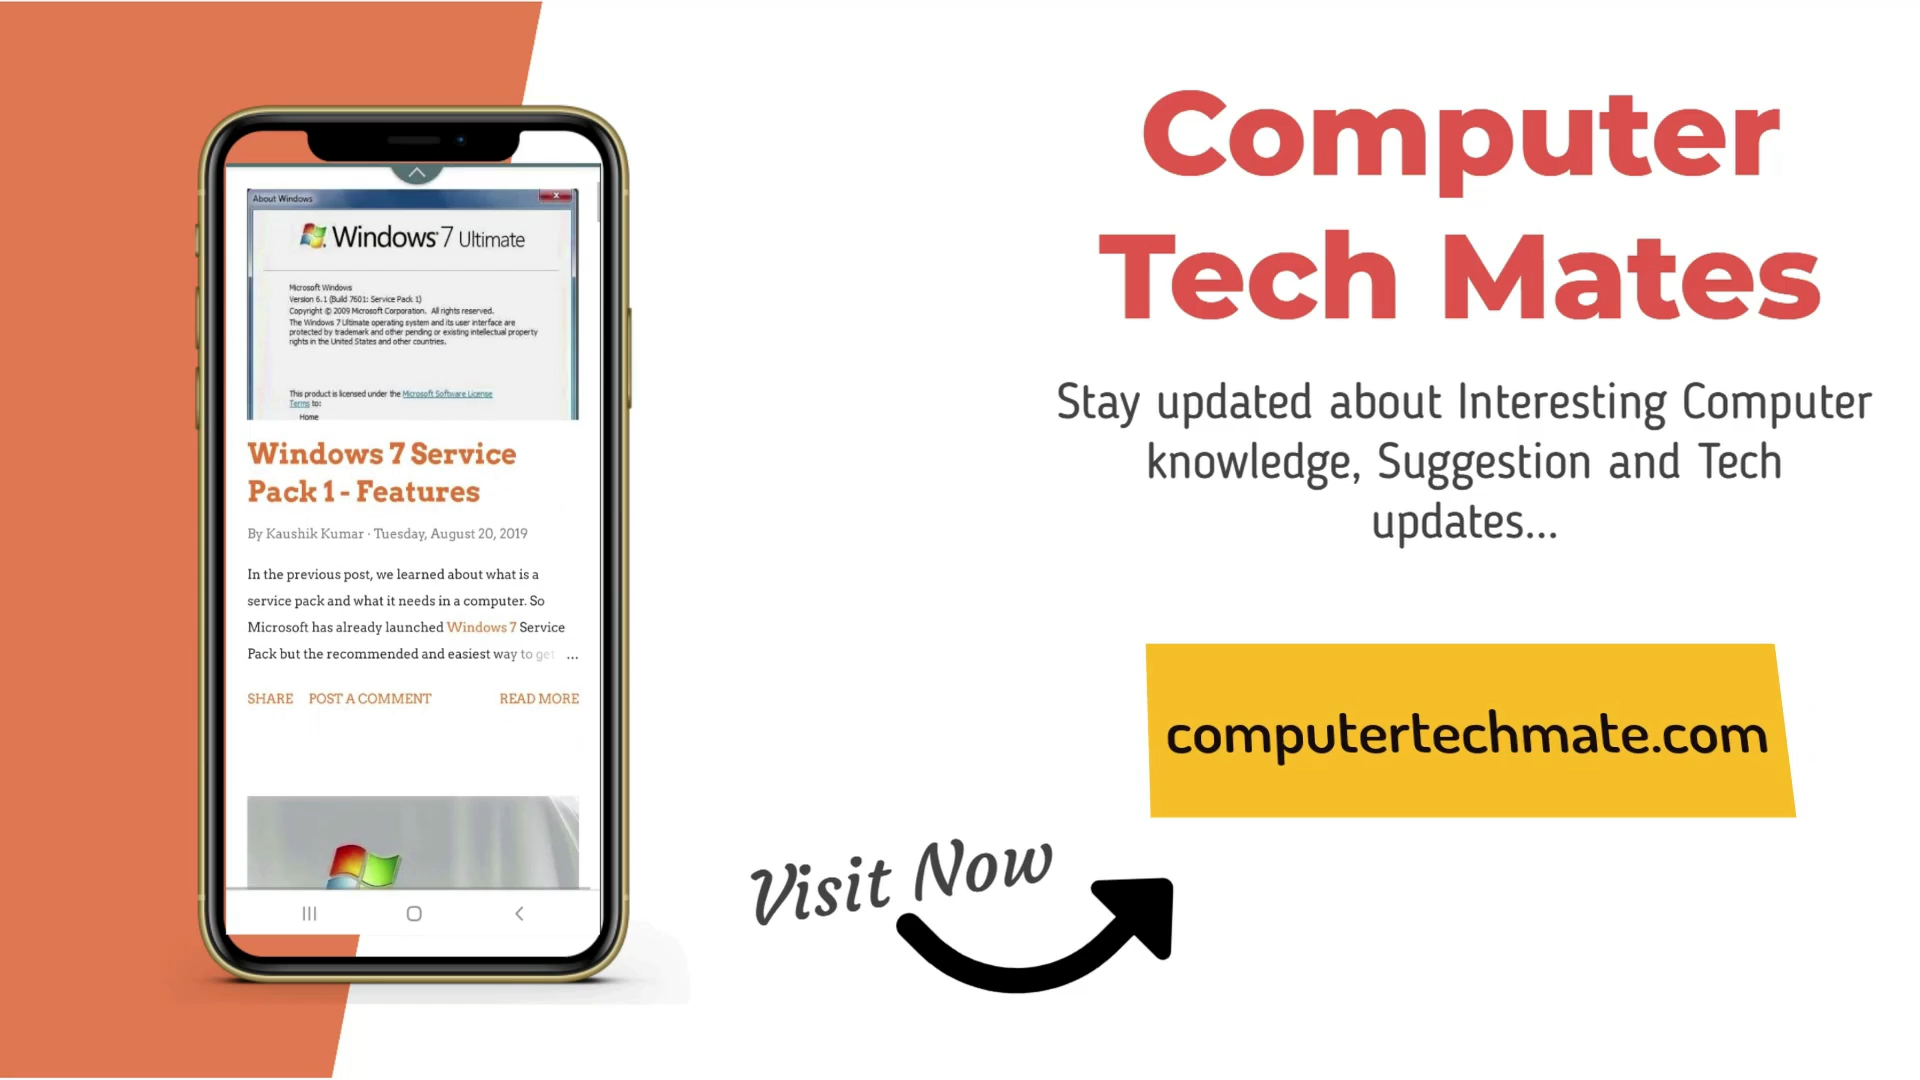 About Windows
Windows 7 Ultimate
Microsoft Windows
Version 6.1 (Build 7601: Service Pack 1)
Copyright © 2009 Microsoft Corporation. All rights reserved.
The Windows 7 Ultimate operating system and its user interface are
protected by trademark and other pending or existing intellectual property
rights in the United States and other countries.
This product is licensed under the Microsoft Software License
Terms to:
Home
Windows 7 Service
Pack 1 - Features
By Kaushik Kumar · Tuesday, August 20, 2019
In the previous post, we learned about what is a
service pack and what it needs in a computer. So
Microsoft has already launched Windows 7 Service
Pack but the recommended and easiest way to get ...
SHARE POST A COMMENT READ MORE
Computer
Tech Mates
Stay updated about Interesting Computer
knowledge, Suggestion and Tech
updates...
computertechmate.com
Visit Now